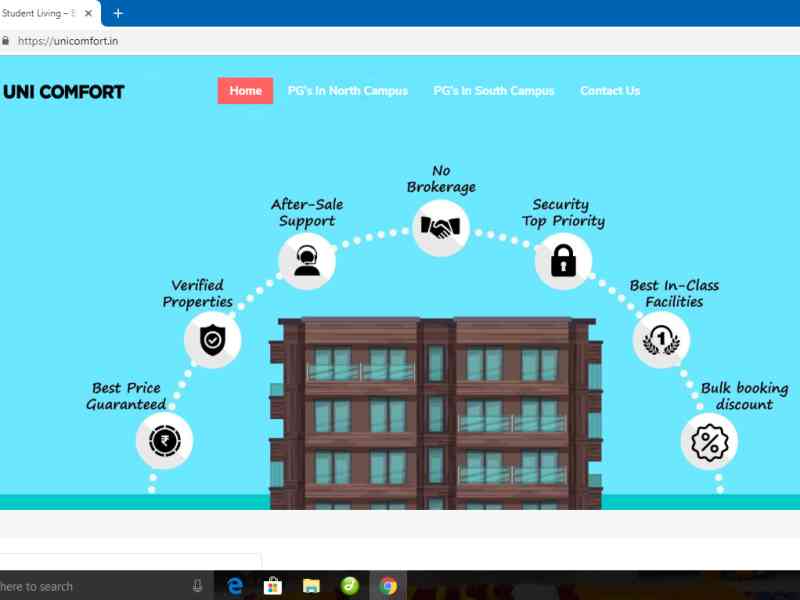 Student Living –
https://unicomfort.in
UNI COMFORT
Home
PG's In North Campus
PG's In South Campus
Contact Us
No
Brokerage
After-Sale
Support
Security
Top Priority
Verified
Properties
Best In-Class
Facilities
1
Best Price
Guaranteed
₹
Bulk booking
discount
%
here to search